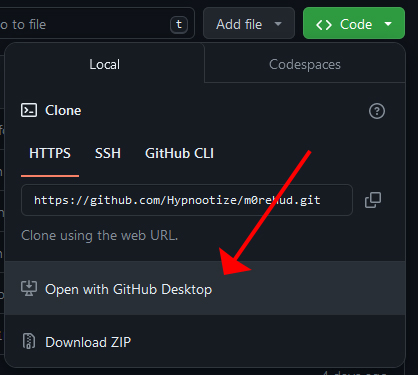 o to file
t
Add file
<> Code
Local
Codespaces
Clone
HTTPS
SSH
GitHub CLI
https://github.com/Hypnootize/m0rehud.git
Clone using the web URL.
Open with GitHub Desktop
Download ZIP